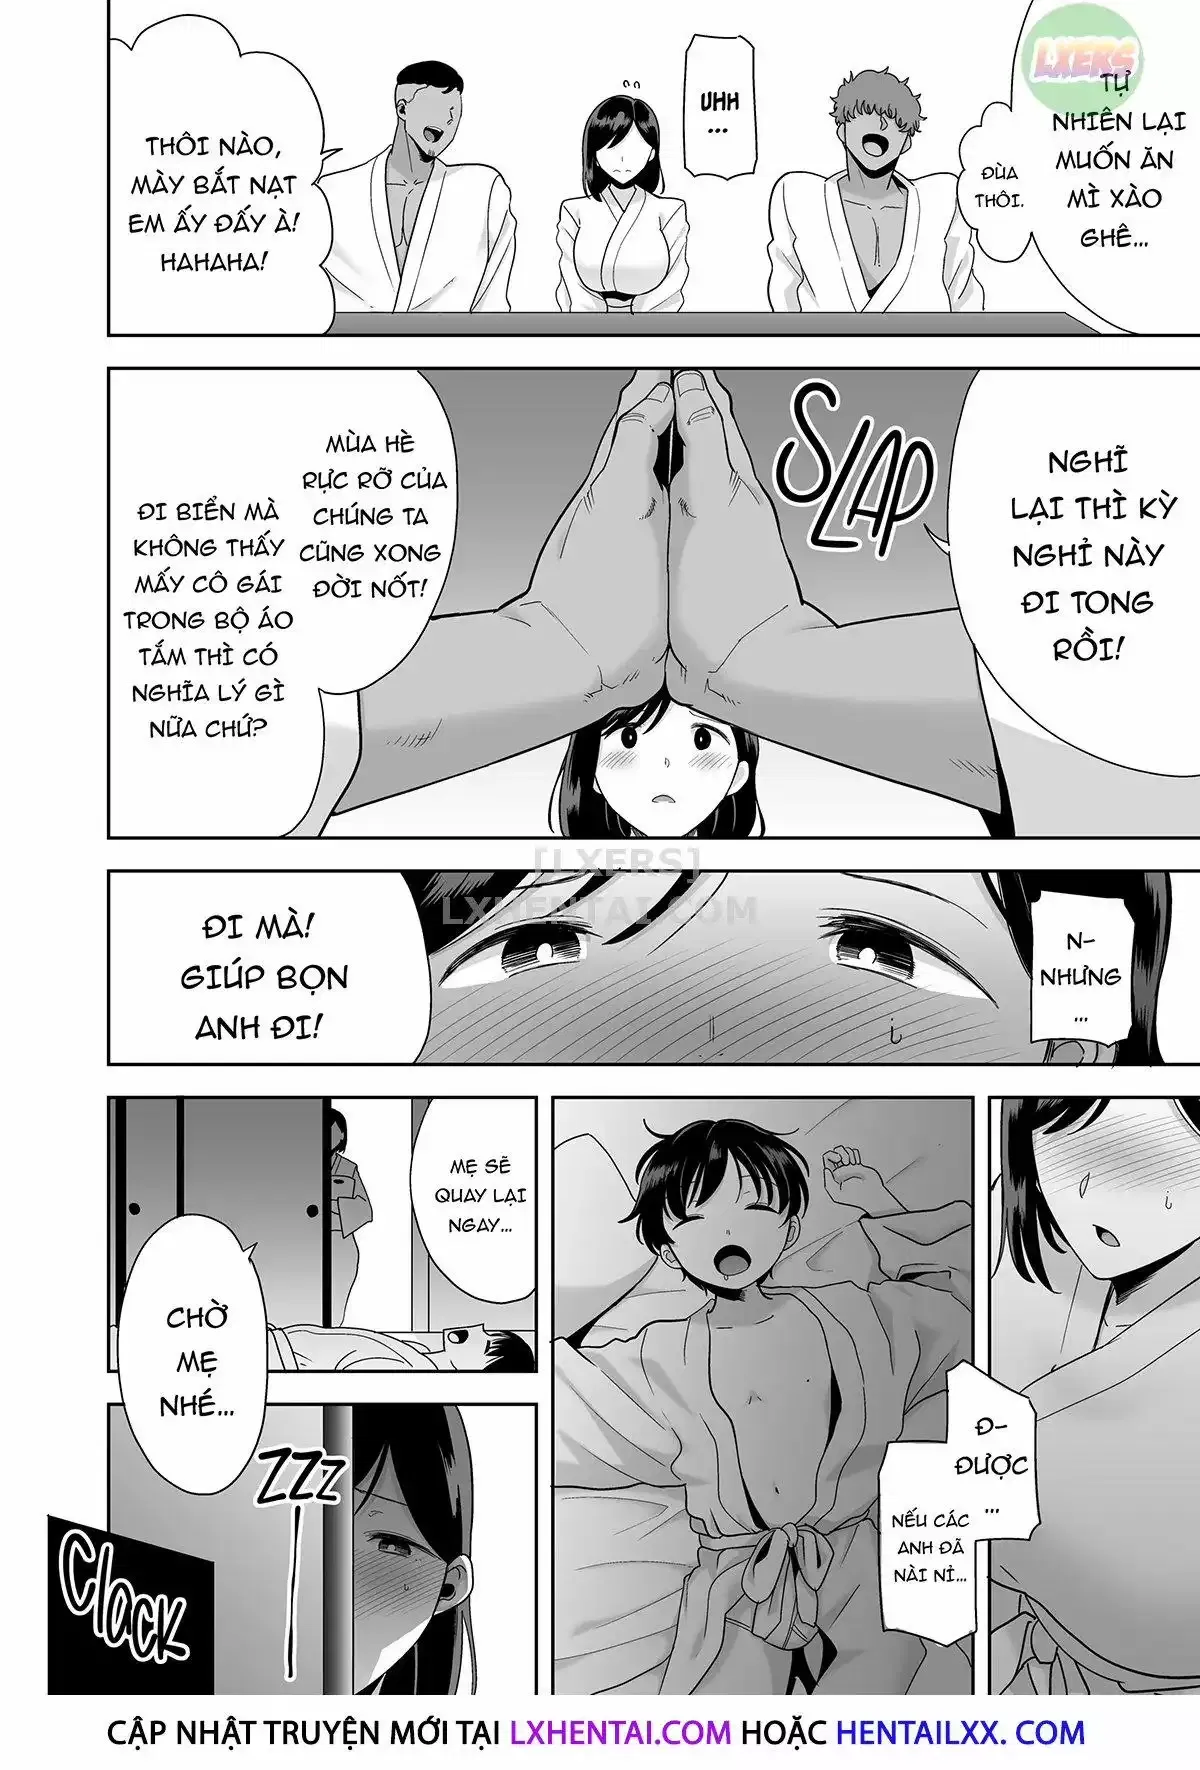 LXERS
TỰ
NHIÊN LẠI
MUỐN ĂN
MÌ XÀO
GHÊ...
ĐÙA
THÔI.
UHH
...
THÔI NÀO,
MÀY BẮT NẠT
EM ẤY ĐẤY À!
HAHAHA!
NGHĨ
LẠI THÌ KỲ
NGHỈ NÀY
ĐI TONG
RỒI!
SLAP
MÙA HÈ
RỰC RỠ CỦA
CHÚNG TA
CŨNG XONG
ĐỜI NỐT!
ĐI BIỂN MÀ
KHÔNG THẤY
MẤY CÔ GÁI
TRONG BỘ ÁO
TẮM THÌ CÓ
NGHĨA LÝ GÌ
NỮA CHỨ?
[LXERS]
LXHENTAI.COM
N-
NHƯNG
...
ĐI MÀ!
GIÚP BỌN
ANH ĐI!
Đ-
ĐƯỢC
...
NẾU CÁC
ANH ĐÃ
NÀI NỈ...
MẸ SẼ
QUAY LẠI
NGAY...
CHỜ
MẸ
NHÉ...
ZZZ
Clack
CẬP NHẬT TRUYỆN MỚI TẠI LXHENTAI.COM HOẶC HENTAILXX. COM